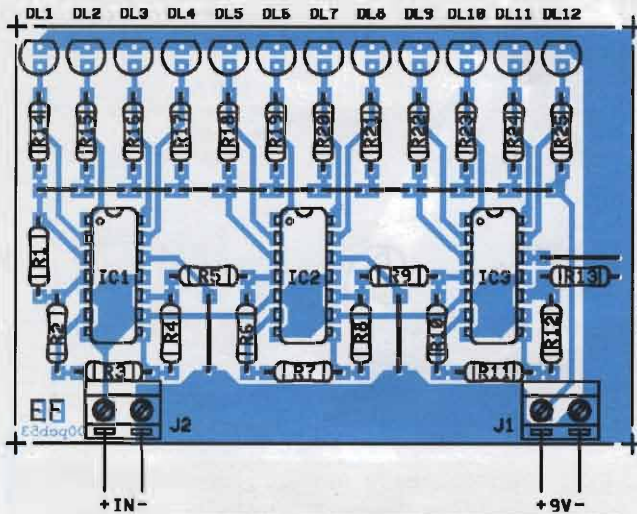 DL1 DL2 DL3 DL4 DL5 DL6 DL7 DL8 DL9 DL10 DL11 DL12
R14 R15 R16 R17 R18 R19 R20 R21 R22 R23 R24 R25
R1 IC1 R5 IC2 R9 IC3 R13
R2 R4 R6 R8 R10 R12
R3 R7 R11
EF J2 J1
+IN- +9V-